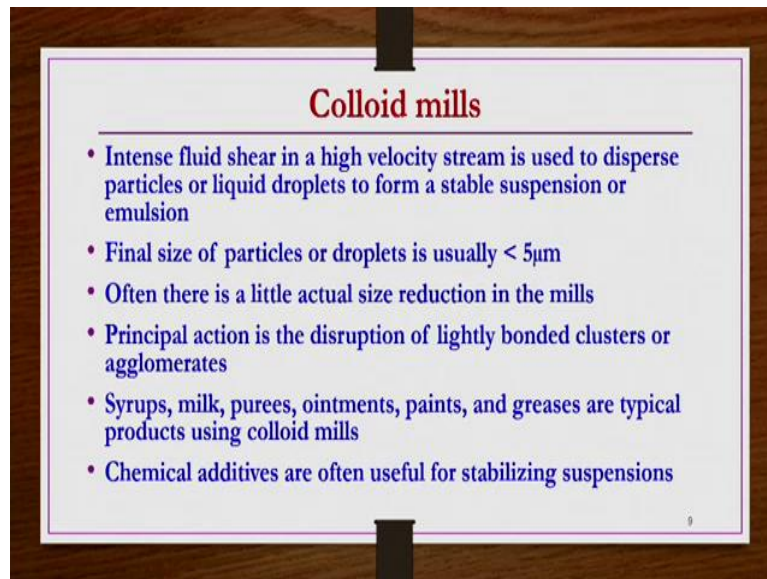 Colloid mills
• Intense fluid shear in a high velocity stream is used to disperse
particles or liquid droplets to form a stable suspension or
emulsion
• Final size of particles or droplets is usually < 5μm
• Often there is a little actual size reduction in the mills
• Principal action is the disruption of lightly bonded clusters or
agglomerates
• Syrups, milk, purees, ointments, paints, and greases are typical
products using colloid mills
• Chemical additives are often useful for stabilizing suspensions
9